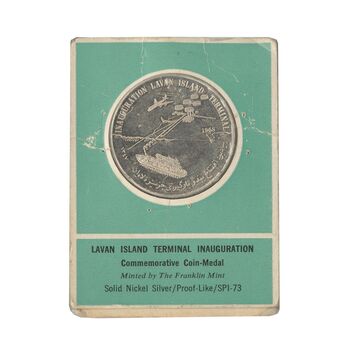 INAUGURATION LAVAN ISLAND TERMINAL
1968
LAVAN ISLAND TERMINAL INAUGURATION
Commemorative Coin-Medal
Minted by The Franklin Mint
Solid Nickel Silver/Proof-Like/SPI-73